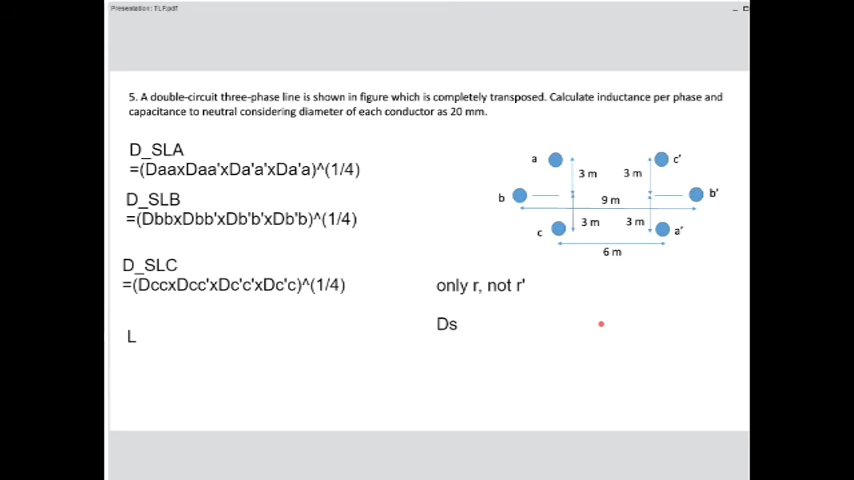 Presentation: TLP.pdf
5. A double-circuit three-phase line is shown in figure which is completely transposed. Calculate inductance per phase and
capacitance to neutral considering diameter of each conductor as 20 mm.
D_SLA
=(DaaxDaa'xDa'a'xDa'a)^(1/4)
D_SLB
=(DbbxDbb'xDb'b'xDb'b)^(1/4)
D_SLC
=(DccxDcc'xDc'c'xDc'c)^(1/4)
L
a
c'
3 m
3 m
b
9 m
b'
3 m
3 m
c
a'
6 m
only r, not r'
Ds